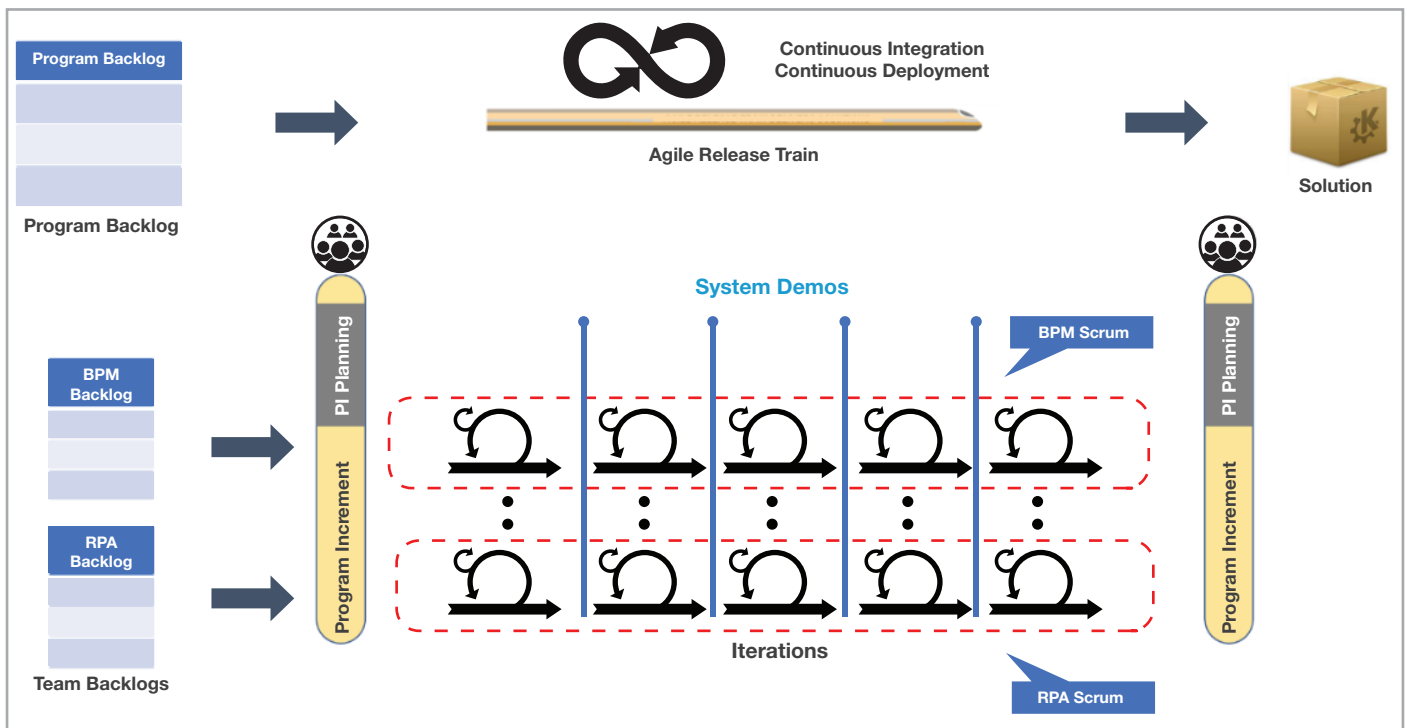 Program Backlog
Program Backlog
Continuous Integration
Continuous Deployment
Agile Release Train
Solution
System Demos
BPM Scrum
PI Planning
Program Increment
PI Planning
Program Increment
BPM
Backlog
RPA
Backlog
Team Backlogs
Iterations
RPA Scrum